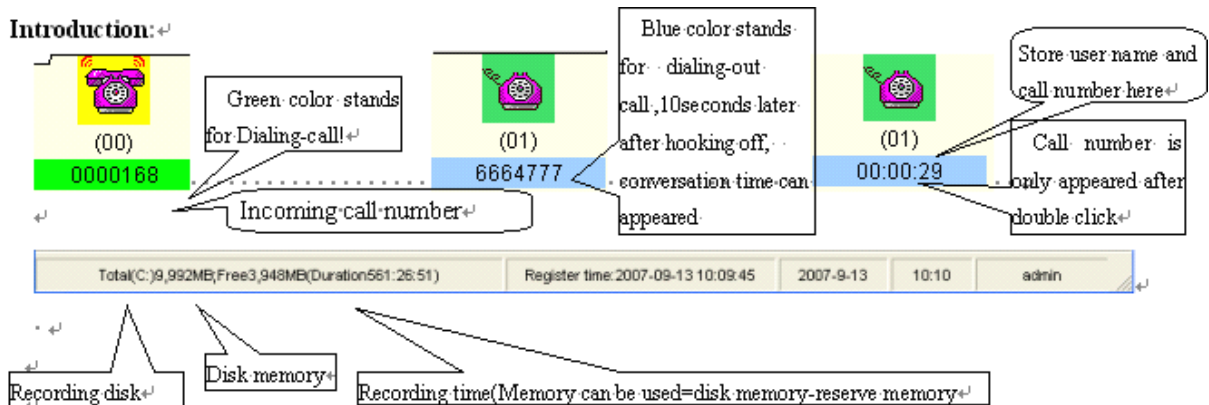 Introduction:
(00)
0000168
Green color stands
for Dialing-call!
Incoming call number
(01)
6664777
Blue color stands
for dialing-out
call ,10seconds later
after hooking off,
conversation time can
appeared
(01)
00:00:29
Store user name and
call number here
Call number is
only appeared after
double click
Total(C:)9,992MB;Free3,948MB(Duration561:26:51)
Register time:2007-09-13 10:09:45
2007-9-13
10:10
admin
Recording disk
Disk memory
Recording time(Memory can be used=disk memory-reserve memory